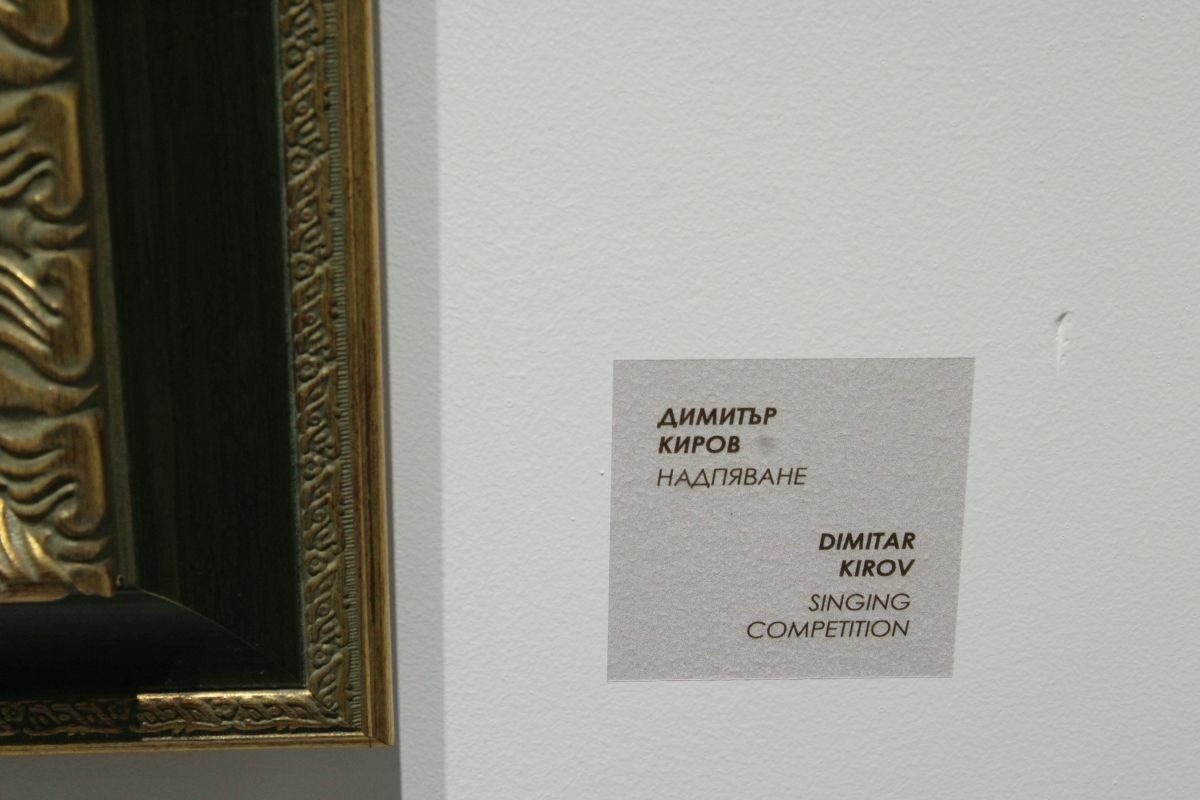 ДИМИТЪР
КИРОВ
НАДПЯВАНЕ
DIMITAR
KIROV
SINGING
COMPETITION